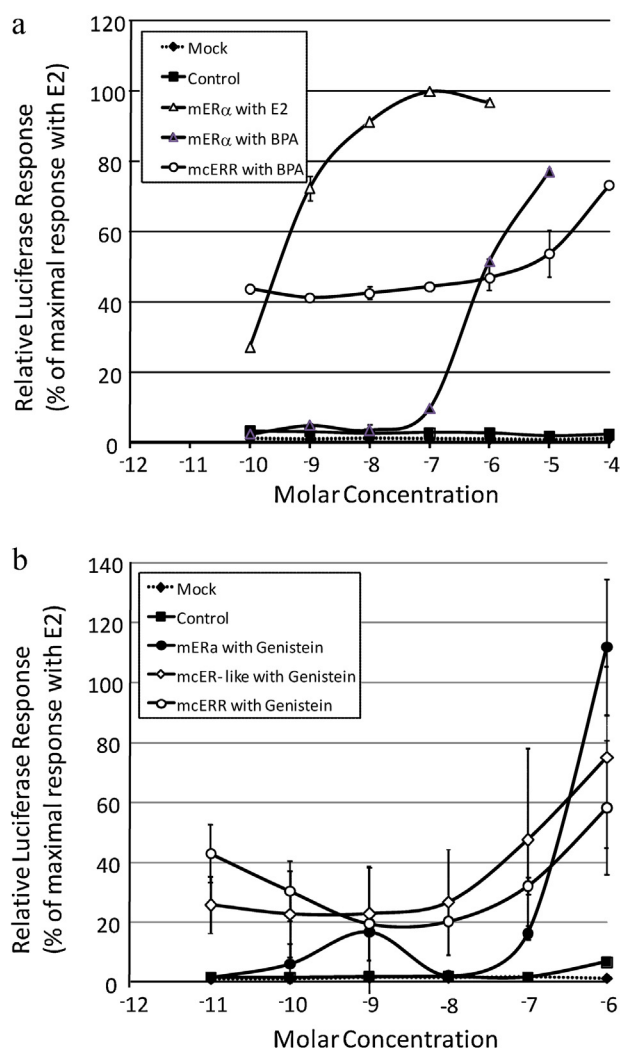 a
Relative Luciferase Response
(% of maximal response with E2)
120
100
80
60
40
20
0
Mock
Control
mERα with E2
mERα with BPA
mcERR with BPA
-12 -11 -10 -9 -8 -7 -6 -5 -4
Molar Concentration
b
Relative Luciferase Response
(% of maximal response with E2)
140
120
100
80
60
40
20
0
Mock
Control
mERa with Genistein
mcER-like with Genistein
mcERR with Genistein
-12 -11 -10 -9 -8 -7 -6
Molar Concentration